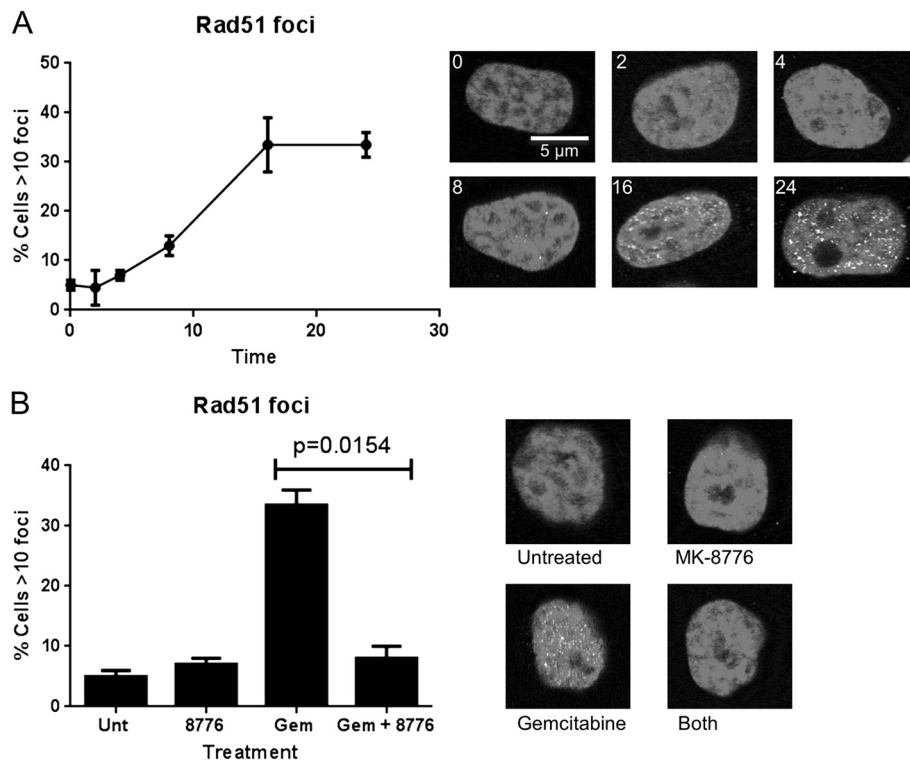 A
Rad51 foci
% Cells >10 foci
50
40
30
20
10
0
0 10 20 30
Time
0 2 4
5 µm
8 16 24
B
Rad51 foci
p=0.0154
% Cells >10 foci
40
30
20
10
0
Unt 8776 Gem Gem + 8776
Treatment
Untreated MK-8776
Gemcitabine Both